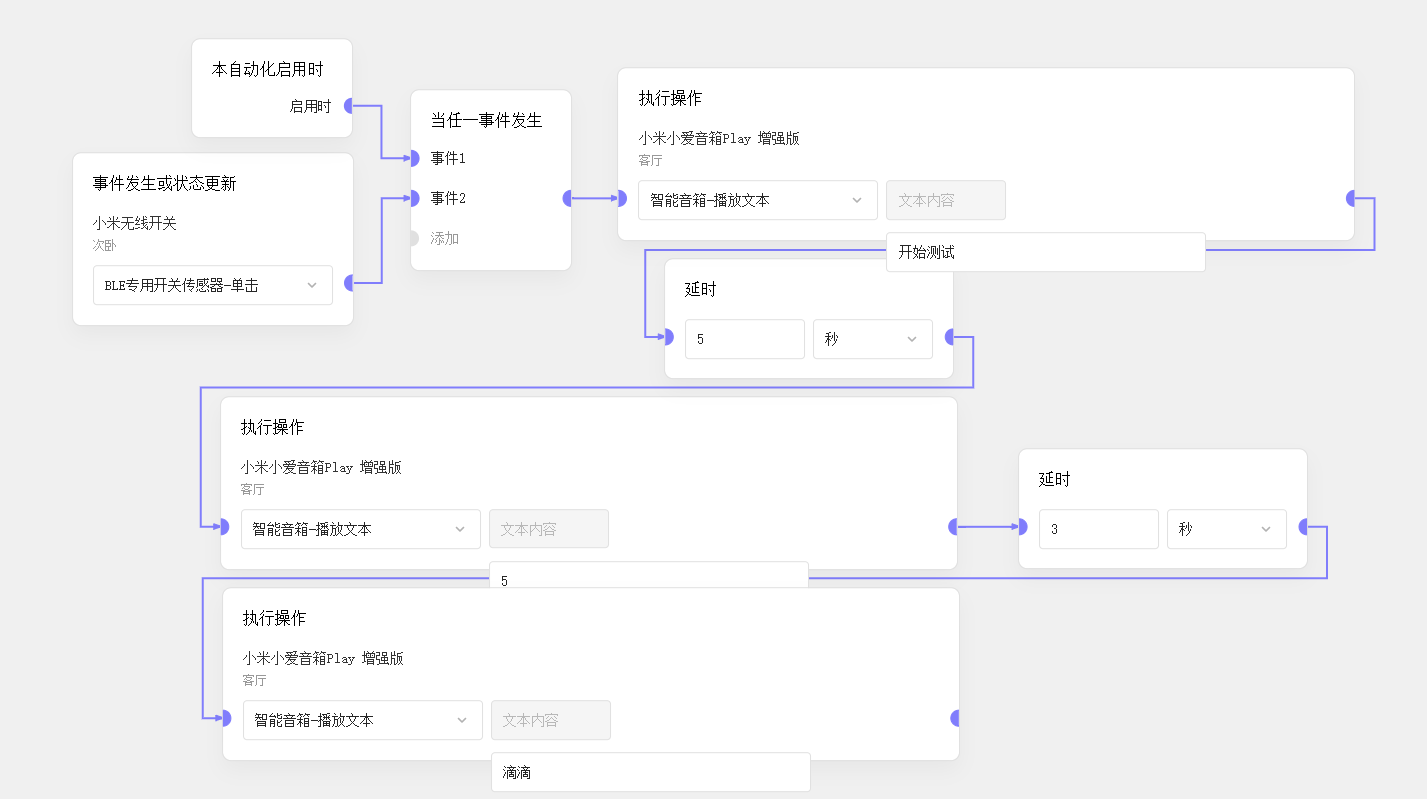 本自动化启用时
启用时
事件发生或状态更新
小米无线开关
次卧
BLE专用开关传感器-单击
当任一事件发生
事件1
事件2
添加
执行操作
小米小爱音箱Play 增强版
客厅
智能音箱-播放文本 文本内容
开始测试
延时
5 秒
执行操作
小米小爱音箱Play 增强版
客厅
智能音箱-播放文本 文本内容
5
延时
3 秒
执行操作
小米小爱音箱Play 增强版
客厅
智能音箱-播放文本 文本内容
滴滴